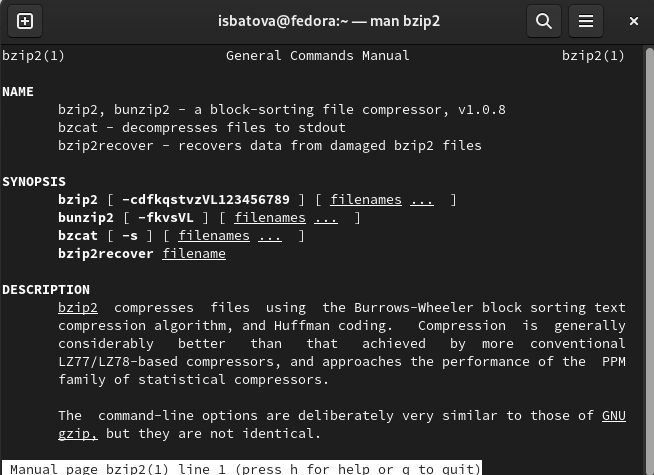 isbatova@fedora:~ — man bzip2
bzip2(1) General Commands Manual bzip2(1)
NAME
bzip2, bunzip2 - a block-sorting file compressor, v1.0.8
bzcat - decompresses files to stdout
bzip2recover - recovers data from damaged bzip2 files
SYNOPSIS
bzip2 [ -cdfkqstvzVL123456789 ] [ filenames ... ]
bunzip2 [ -fkvsVL ] [ filenames ... ]
bzcat [ -s ] [ filenames ... ]
bzip2recover filename
DESCRIPTION
bzip2 compresses files using the Burrows-Wheeler block sorting text
compression algorithm, and Huffman coding. Compression is generally
considerably better than that achieved by more conventional
LZ77/LZ78-based compressors, and approaches the performance of the PPM
family of statistical compressors.
The command-line options are deliberately very similar to those of GNU
gzip, but they are not identical.
Manual page bzip2(1) line 1 (press h for help or q to quit)